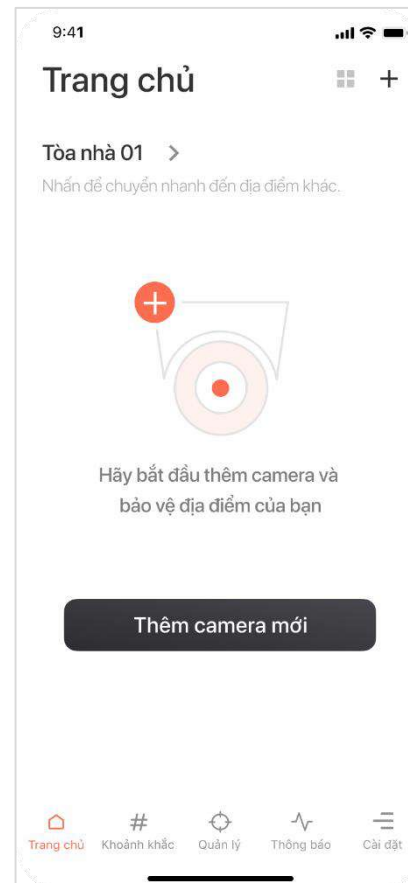 9:41
Trang chủ
Tòa nhà 01
Nhấn để chuyển nhanh đến địa điểm khác.
Hãy bắt đầu thêm camera và
bảo vệ địa điểm của bạn
Thêm camera mới
Trang chủ Khoảnh khắc Quản lý Thông báo Cài đặt